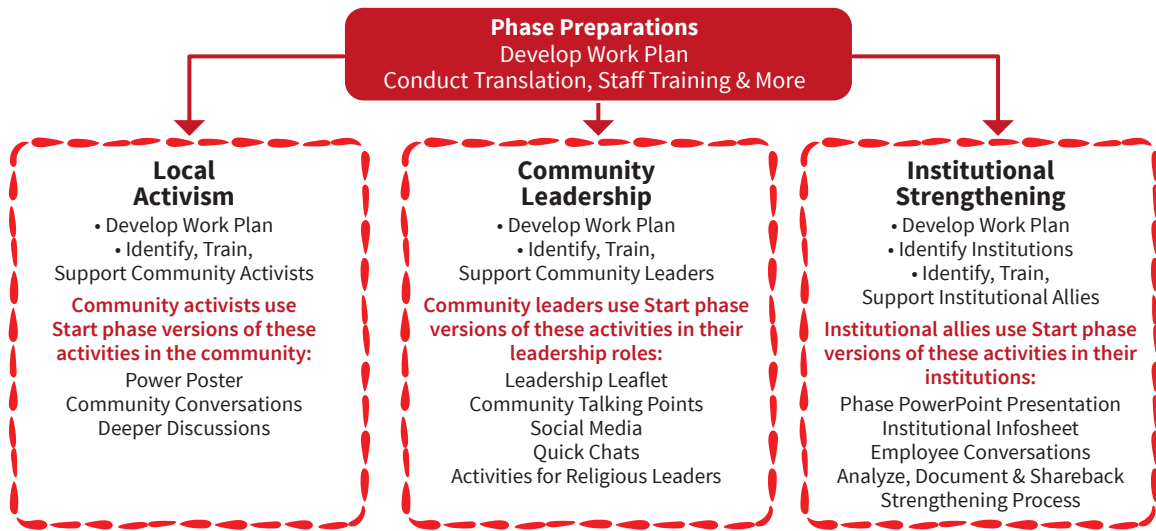 Phase Preparations
Develop Work Plan
Conduct Translation, Staff Training & More
Local
Activism
• Develop Work Plan
• Identify, Train,
Support Community Activists
Community activists use
Start phase versions of these
activities in the community:
Power Poster
Community Conversations
Deeper Discussions
Community
Leadership
• Develop Work Plan
• Identify, Train,
Support Community Leaders
Community leaders use Start phase
versions of these activities in their
leadership roles:
Leadership Leaflet
Community Talking Points
Social Media
Quick Chats
Activities for Religious Leaders
Institutional
Strengthening
• Develop Work Plan
• Identify Institutions
• Identify, Train,
Support Institutional Allies
Institutional allies use Start phase
versions of these activities in their
institutions:
Phase PowerPoint Presentation
Institutional Infosheet
Employee Conversations
Analyze, Document & Shareback
Strengthening Process